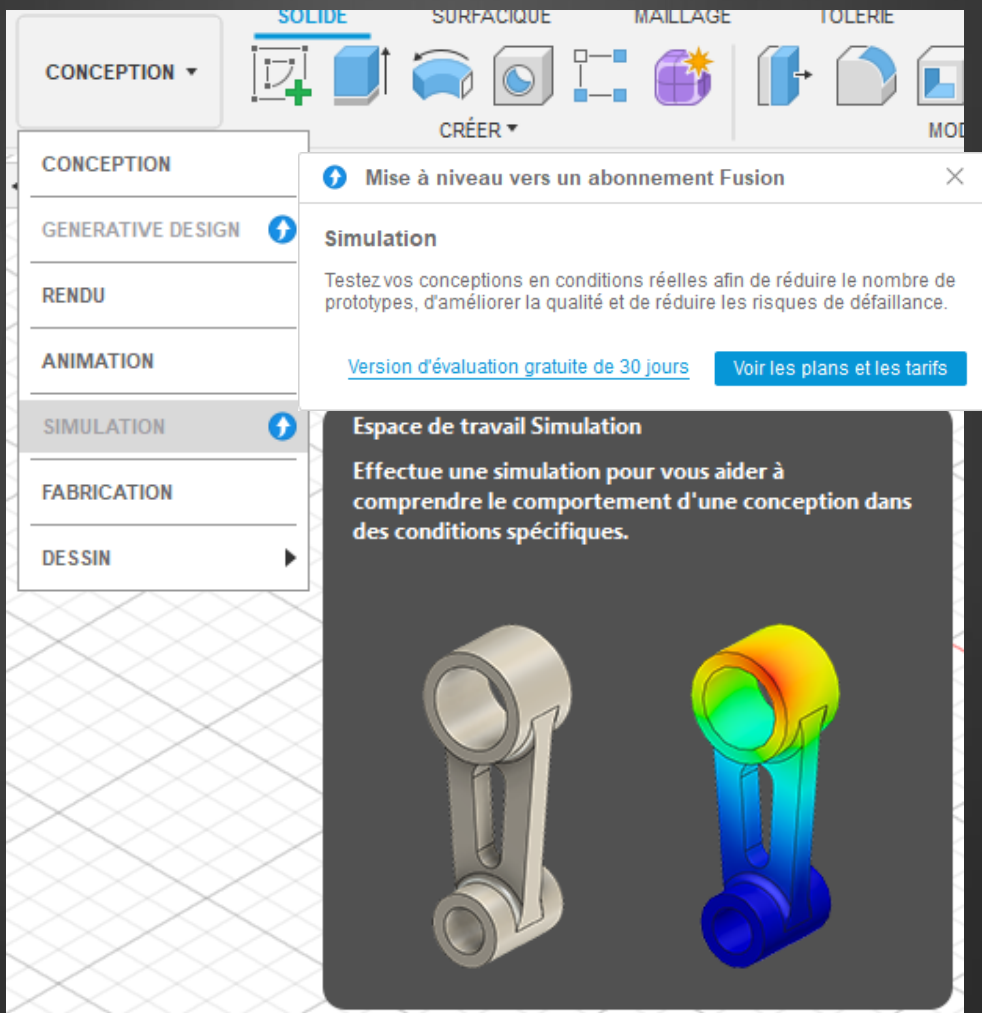 SOLIDE SURFACIQUE MAILLAGE TOLERIE
CONCEPTION
CRÉER
CONCEPTION
GENERATIVE DESIGN
RENDU
ANIMATION
SIMULATION
FABRICATION
DESSIN
Mise à niveau vers un abonnement Fusion
Simulation
Testez vos conceptions en conditions réelles afin de réduire le nombre de
prototypes, d'améliorer la qualité et de réduire les risques de défaillance.
Version d'évaluation gratuite de 30 jours
Voir les plans et les tarifs
Espace de travail Simulation
Effectue une simulation pour vous aider à
comprendre le comportement d'une conception dans
des conditions spécifiques.